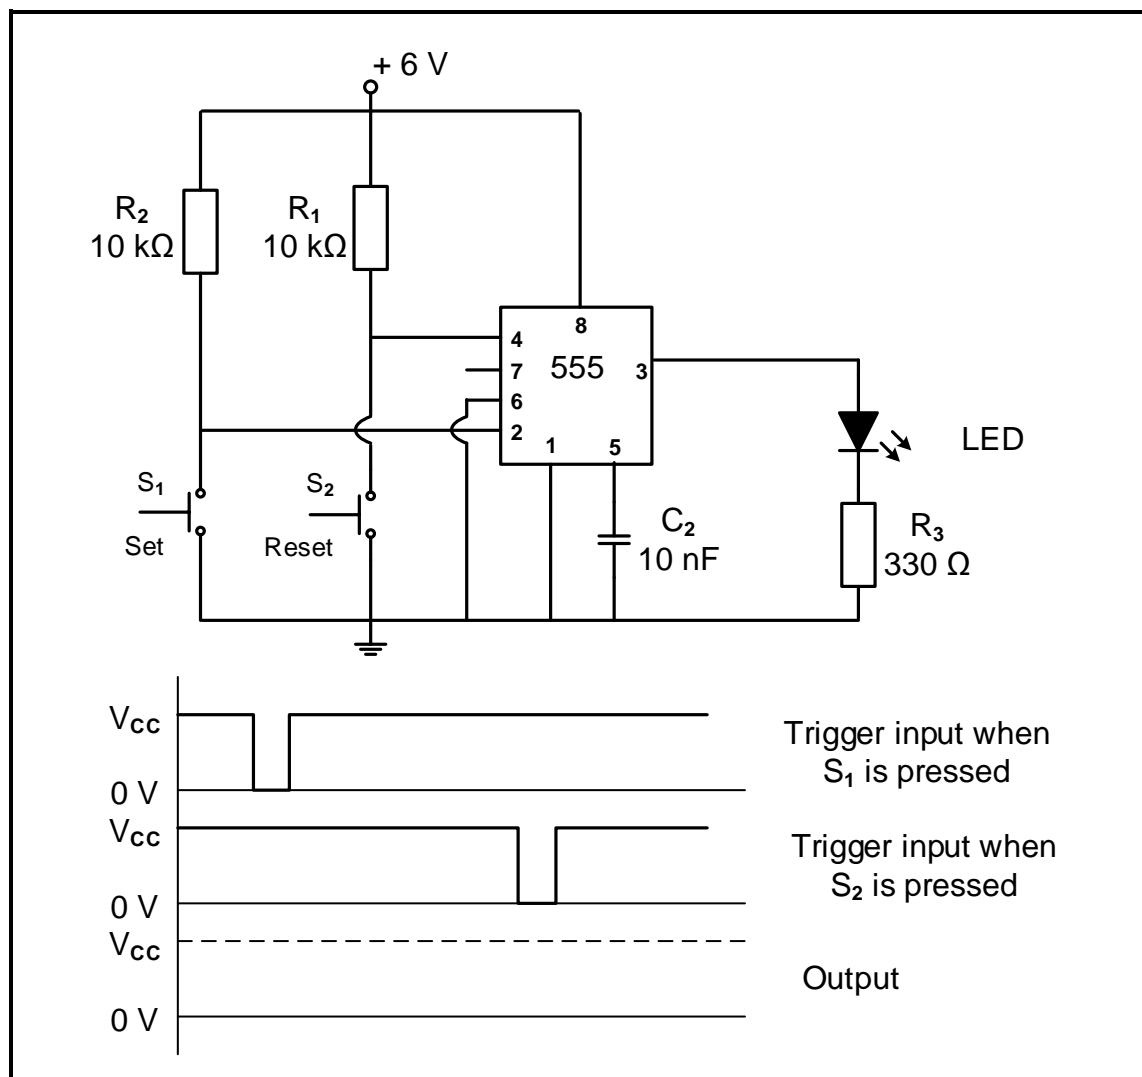 + 6 V
R2
10 kΩ
R1
10 kΩ
8
4
7
555
3
6
2
1
5
LED
S1
Set
S2
Reset
C2
10 nF
R3
330 Ω
VCC
0 V
Trigger input when
S1 is pressed
VCC
0 V
Trigger input when
S2 is pressed
VCC
0 V
Output